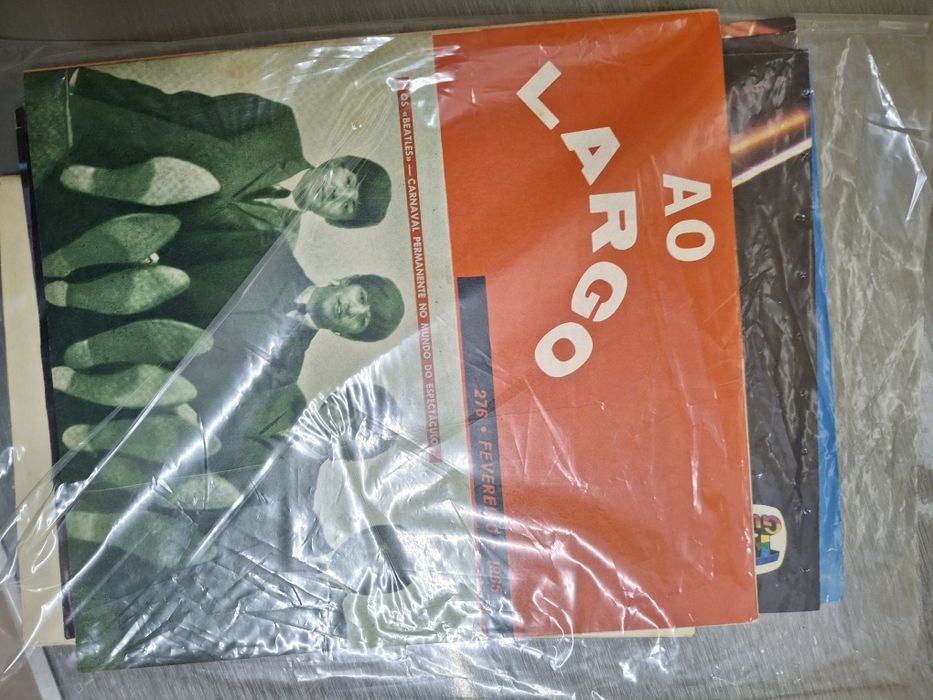 AO
LARGO
276 • FEVEREIRO
OS «BEATLES» — CARNAVAL PERMANENTE NO MUNDO DO ESPECTÁCULO